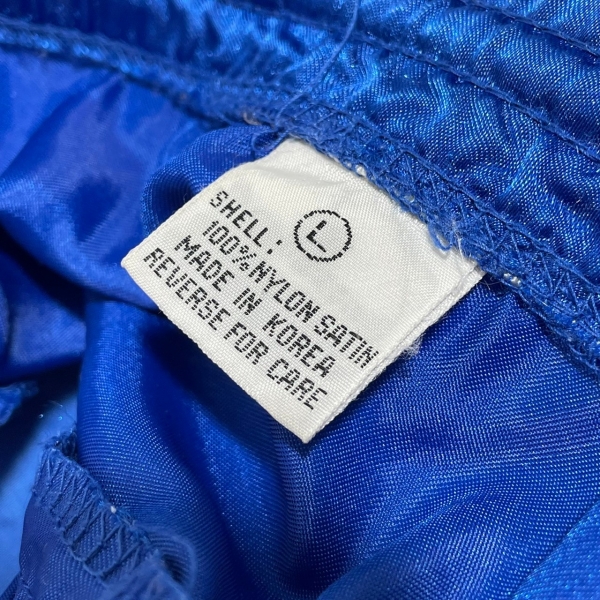 L
SHELL:
100% NYLON SATIN
MADE IN KOREA
REVERSE FOR CARE